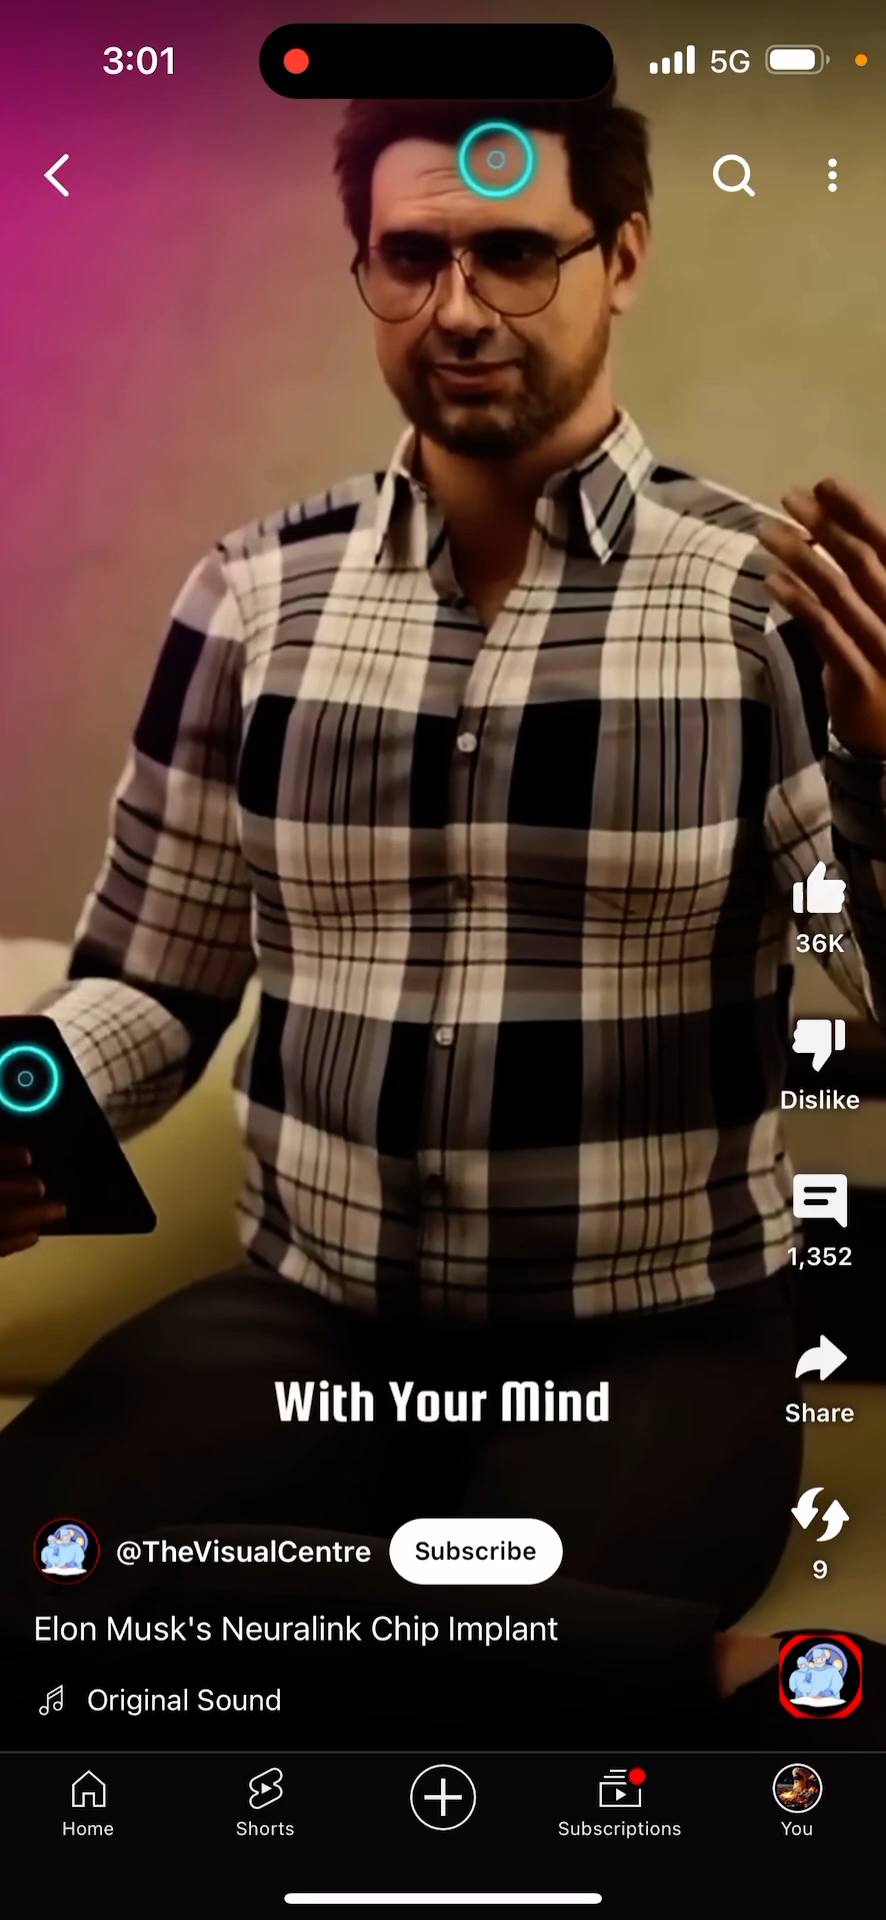 3:01
5G
36K
Dislike
1,352
Share
With Your Mind
@TheVisualCentre
Subscribe
9
Elon Musk's Neuralink Chip Implant
Original Sound
Home
Shorts
Subscriptions
You